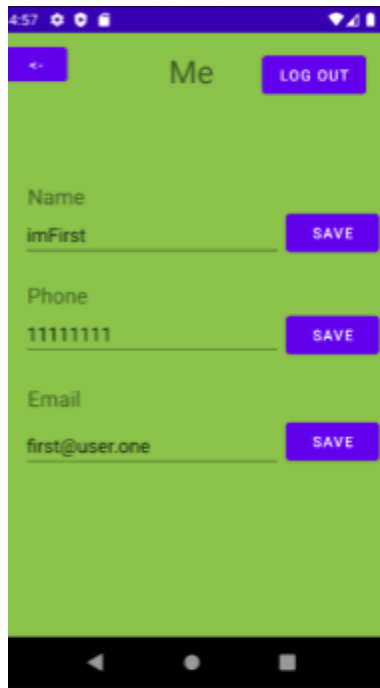 4:57
<-
Me
LOG OUT
Name
imFirst
SAVE
Phone
11111111
SAVE
Email
first@user.one
SAVE